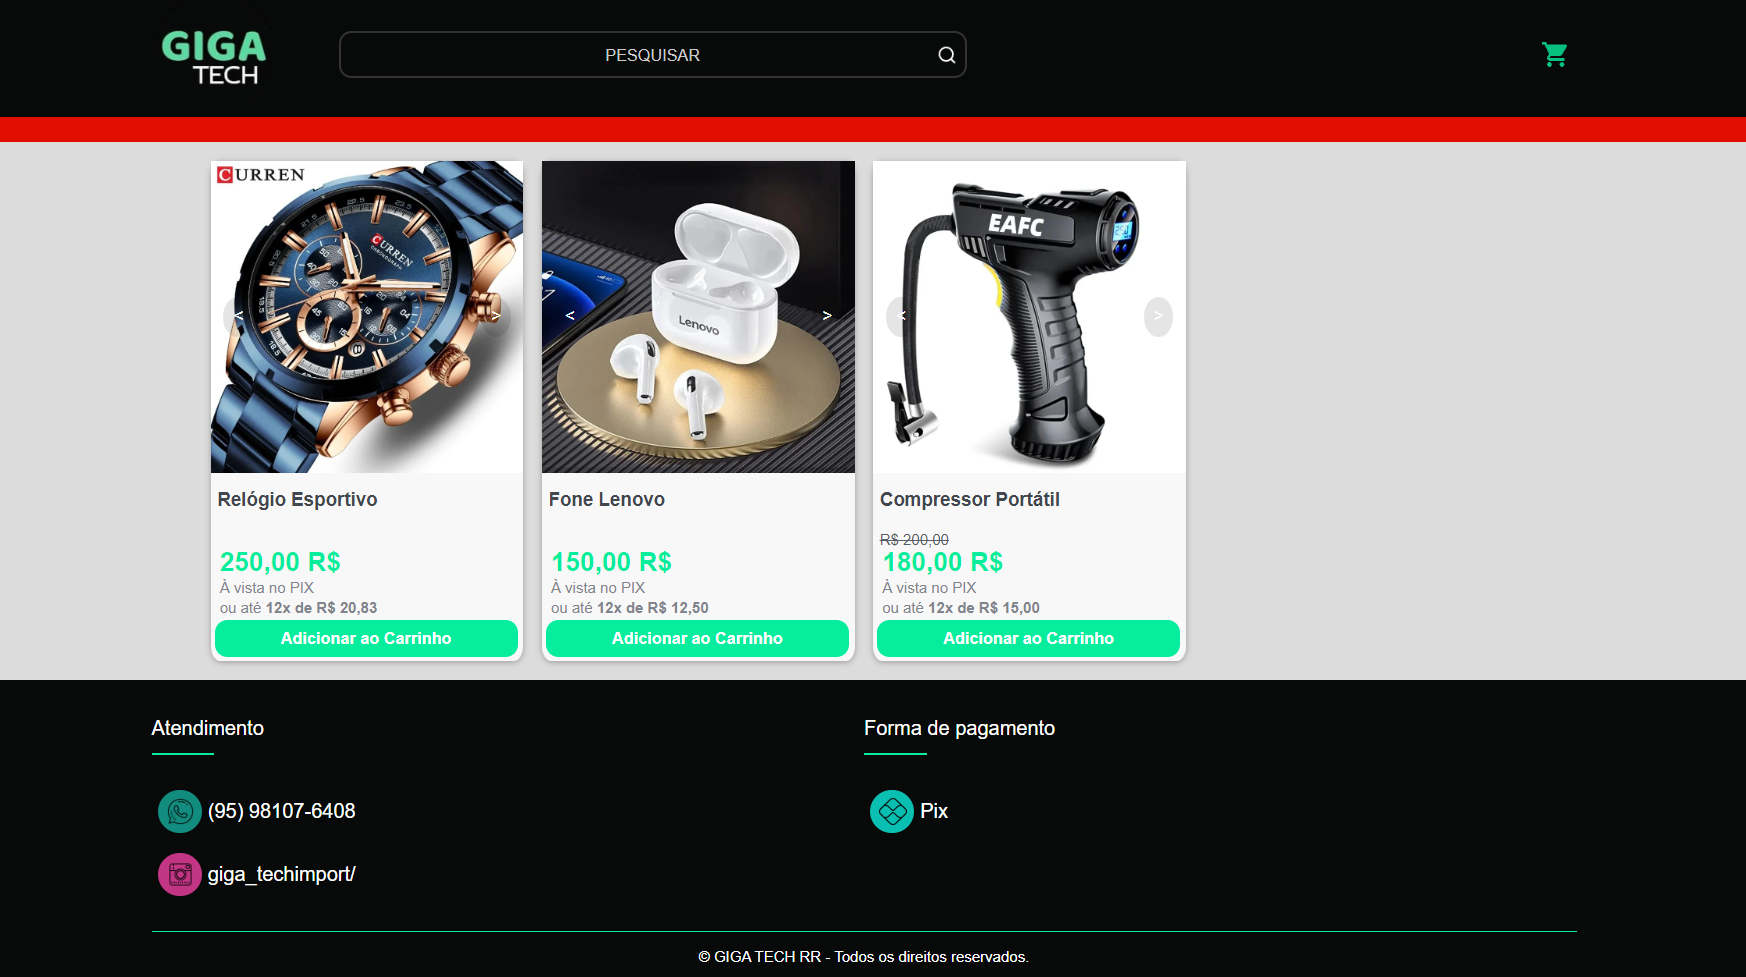 GIGA
TECH
PESQUISAR
CURREN
CURREN
CHRONOGRAPH
Lenovo
EAFC
< >
< >
< >
Relógio Esportivo
250,00 R$
À vista no PIX
ou até 12x de R$ 20,83
Adicionar ao Carrinho
Fone Lenovo
150,00 R$
À vista no PIX
ou até 12x de R$ 12,50
Adicionar ao Carrinho
Compressor Portátil
R$ 200,00
180,00 R$
À vista no PIX
ou até 12x de R$ 15,00
Adicionar ao Carrinho
Atendimento
(95) 98107-6408
giga_techimport/
Forma de pagamento
Pix
© GIGA TECH RR - Todos os direitos reservados.